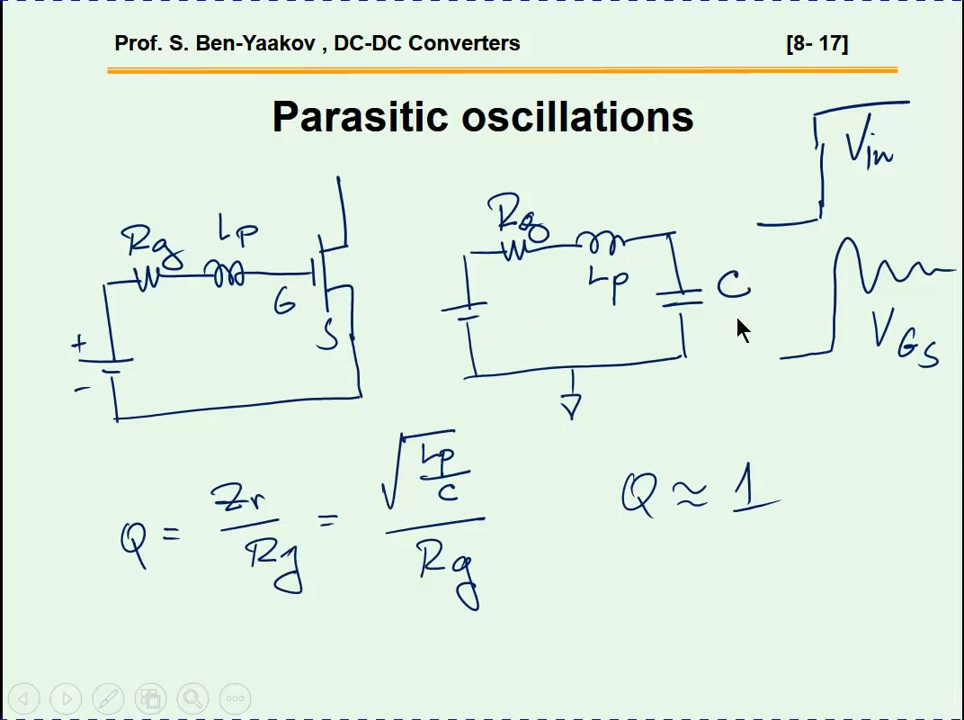 Prof. S. Ben-Yaakov , DC-DC Converters [8- 17]
Parasitic oscillations
Vin
Rg Lp
G
S
+
-
Rg
Lp
C
VGS
Q = Zr / Rg = √(Lp / C) / Rg
Q ≈ 1